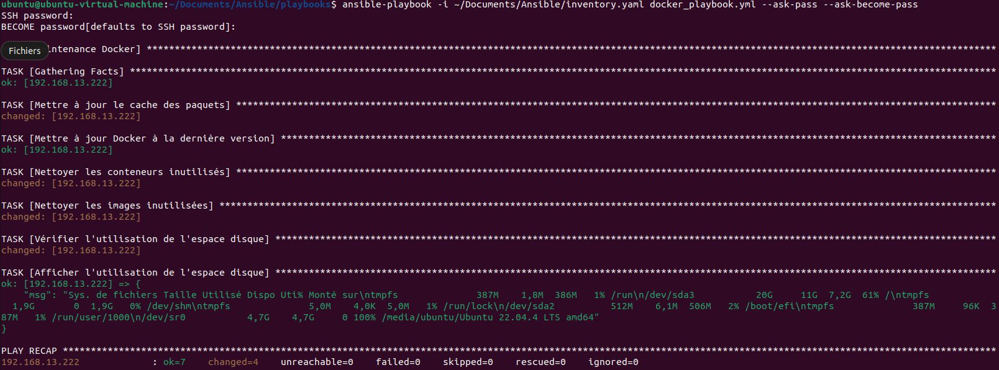 ubuntu@ubuntu-virtual-machine:~/Documents/Ansible/playbooks$ ansible-playbook -i ~/Documents/Ansible/inventory.yaml docker_playbook.yml --ask-pass --ask-become-pass
SSH password:
BECOME password[defaults to SSH password]:
Fichiers intenance Docker] ********************************************************************************************************************************************************
TASK [Gathering Facts] ***********************************************************************************************************************************************************
ok: [192.168.13.222]
TASK [Mettre à jour le cache des paquets] ****************************************************************************************************************************************
changed: [192.168.13.222]
TASK [Mettre à jour Docker à la dernière version] ********************************************************************************************************************************
ok: [192.168.13.222]
TASK [Nettoyer les conteneurs inutilisés] ****************************************************************************************************************************************
changed: [192.168.13.222]
TASK [Nettoyer les images inutilisées] *******************************************************************************************************************************************
changed: [192.168.13.222]
TASK [Vérifier l'utilisation de l'espace disque] *********************************************************************************************************************************
changed: [192.168.13.222]
TASK [Afficher l'utilisation de l'espace disque] *********************************************************************************************************************************
ok: [192.168.13.222] => {
    "msg": "Sys. de fichiers Taille Utilisé Dispo Uti% Monté sur\ntmpfs              387M    1,8M  386M   1% /run\n/dev/sda3           20G     11G  7,2G  61% /\ntmpfs
  1,9G       0  1,9G   0% /dev/shm\ntmpfs              5,0M    4,0K  5,0M   1% /run/lock\n/dev/sda2          512M    6,1M  506M   2% /boot/efi\ntmpfs              387M     96K  3
87M   1% /run/user/1000\n/dev/sr0           4,7G    4,7G     0 100% /media/ubuntu/Ubuntu 22.04.4 LTS amd64"
}
PLAY RECAP ***********************************************************************************************************************************************************************
192.168.13.222             : ok=7    changed=4    unreachable=0    failed=0    skipped=0    rescued=0    ignored=0